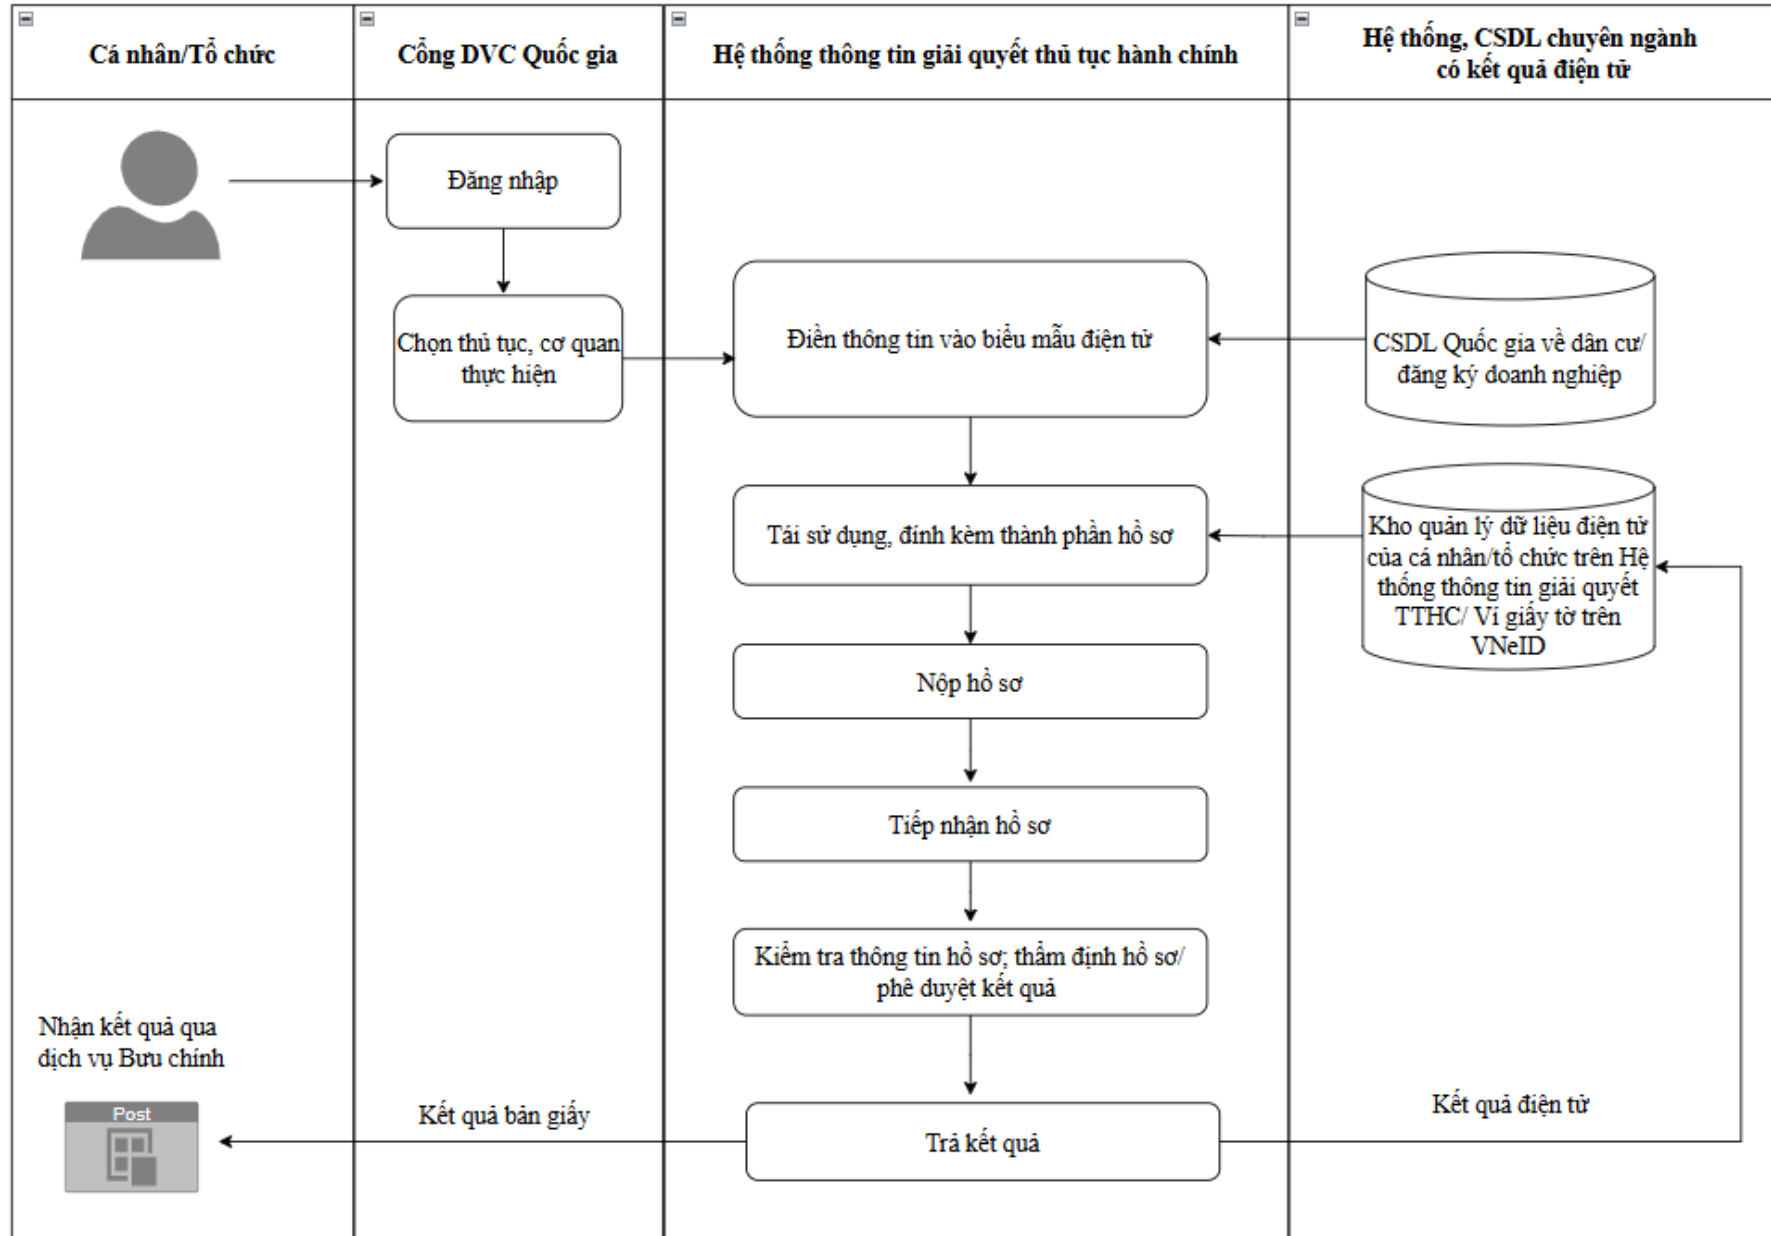 Cá nhân/Tổ chức
Cổng DVC Quốc gia
Hệ thống thông tin giải quyết thủ tục hành chính
Hệ thống, CSDL chuyên ngành
có kết quả điện tử
Đăng nhập
Chọn thủ tục, cơ quan
thực hiện
Điền thông tin vào biểu mẫu điện tử
CSDL Quốc gia về dân cư/
đăng ký doanh nghiệp
Tái sử dụng, đính kèm thành phần hồ sơ
Kho quản lý dữ liệu điện tử
của cá nhân/tổ chức trên Hệ
thống thông tin giải quyết
TTHC/ Ví giấy tờ trên
VNeID
Nộp hồ sơ
Tiếp nhận hồ sơ
Kiểm tra thông tin hồ sơ; thẩm định hồ sơ/
phê duyệt kết quả
Nhận kết quả qua
dịch vụ Bưu chính
Post
Kết quả bản giấy
Trả kết quả
Kết quả điện tử